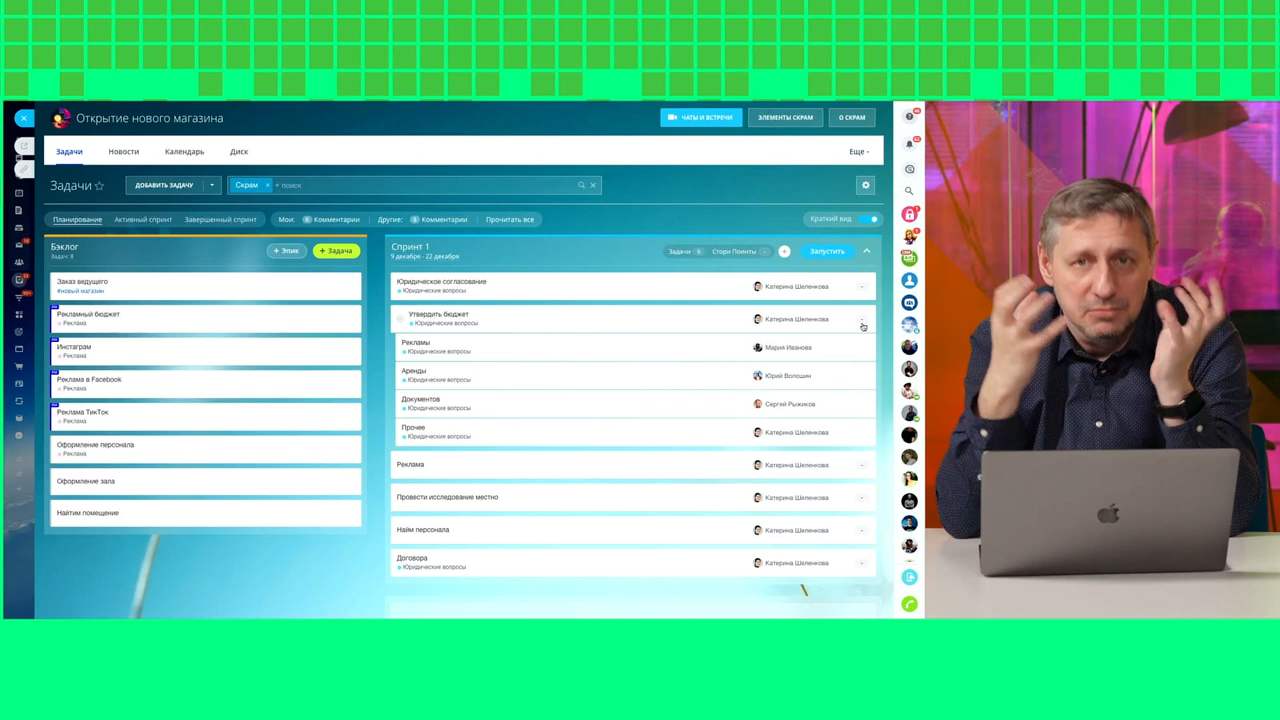 Открытие нового магазина
ЧАТЫ И ВСТРЕЧИ
ЭЛЕМЕНТЫ СКРАМ
О СКРАМ
Задачи
Новости
Календарь
Диск
Еще
Задачи
ДОБАВИТЬ ЗАДАЧУ
Скрам
+ поиск
Планирование
Активный спринт
Завершенный спринт
Мои:
0 Комментарии
Другие:
0 Комментарии
Прочитать все
Краткий вид
Бэклог
Задач: 8
+ Эпик
+ Задача
Заказ ведущего
#новый магазин
Рекламный бюджет
Реклама
Инстаграм
Реклама
Реклама в Facebook
Реклама
Реклама ТикТок
Реклама
Оформление персонала
Реклама
Оформление зала
Найтим помещение
Спринт 1
9 декабря - 22 декабря
Задачи
Стори Поинты -
Запустить
Юридическое согласование
Юридические вопросы
Катерина Шеленкова
Утвердить бюджет
Юридические вопросы
Катерина Шеленкова
Рекламы
Юридические вопросы
Мария Иванова
Аренды
Юридические вопросы
Юрий Волошин
Документов
Юридические вопросы
Сергей Рыжиков
Прочее
Юридические вопросы
Катерина Шеленкова
Реклама
Катерина Шеленкова
Провести исследование местно
Катерина Шеленкова
Найм персонала
Катерина Шеленкова
Договора
Юридические вопросы
Катерина Шеленкова